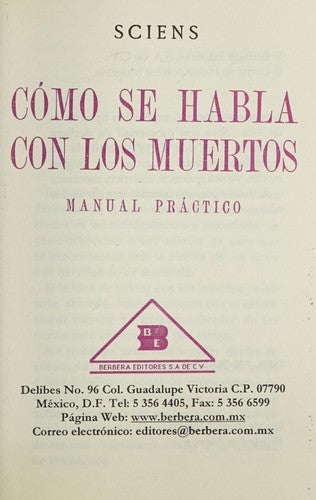 SCIENS
CÓMO SE HABLA
CON LOS MUERTOS
MANUAL PRÁCTICO
B
E
BERBERA EDITORES S.A DE C.V
Delibes No. 96 Col. Guadalupe Victoria C.P. 07790
México, D.F. Tel: 5 356 4405, Fax: 5 356 6599
Página Web: www.berbera.com.mx
Correo electrónico: editores@berbera.com.mx